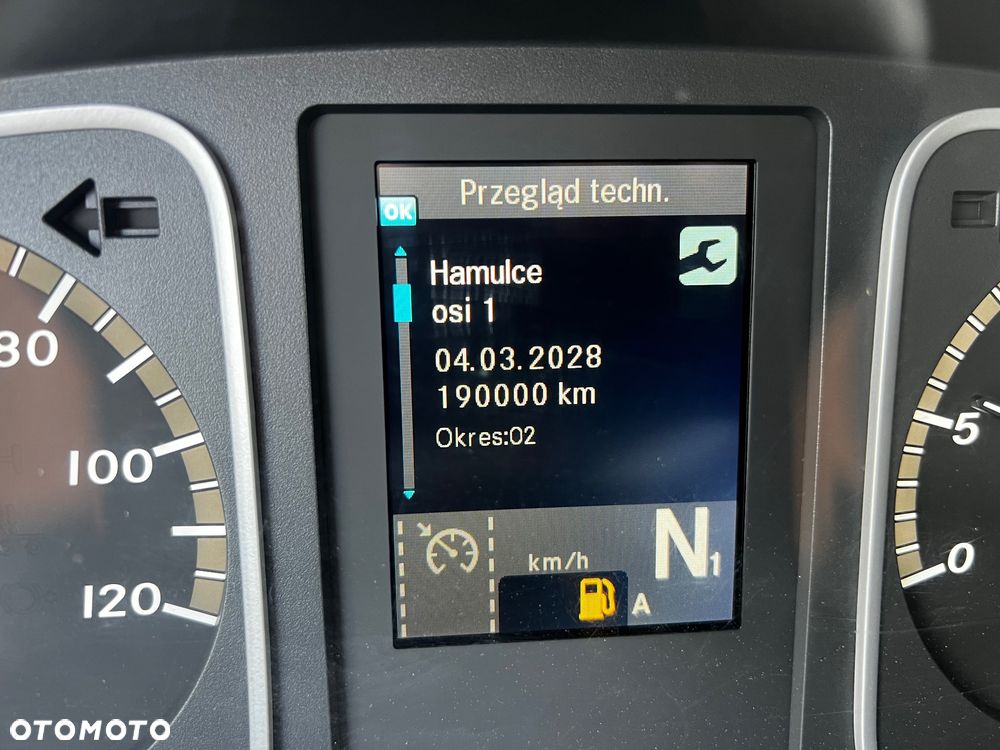 Przegląd techn.
OK
Hamulce
osi 1
04.03.2028
190000 km
Okres:02
80
100
120
km/h
N1
A
5
0
OTOMOTO